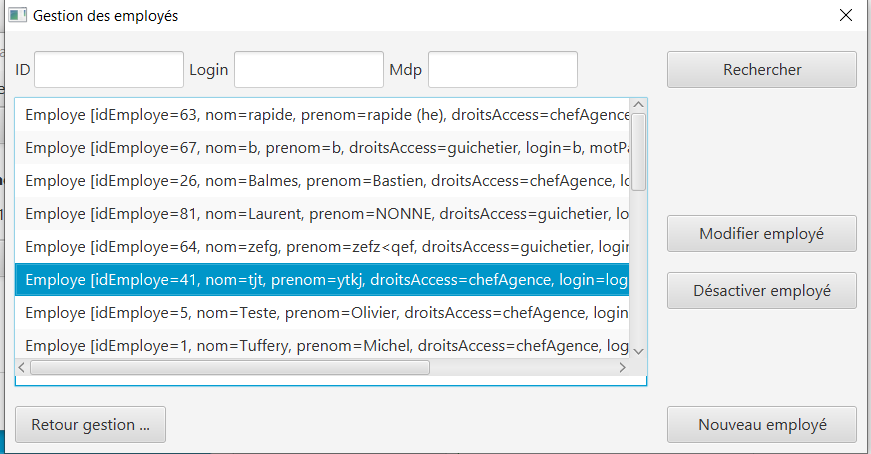 Gestion des employés
ID Login Mdp Rechercher
Employe [idEmploye=63, nom=rapide, prenom=rapide (he), droitsAccess=chefAgence
Employe [idEmploye=67, nom=b, prenom=b, droitsAccess=guichetier, login=b, motPa
Employe [idEmploye=26, nom=Balmes, prenom=Bastien, droitsAccess=chefAgence, lo
Employe [idEmploye=81, nom=Laurent, prenom=NONNE, droitsAccess=guichetier, lo
Modifier employé
Employe [idEmploye=64, nom=zefg, prenom=zefz<qef, droitsAccess=guichetier, login
Employe [idEmploye=41, nom=tjt, prenom=ytkj, droitsAccess=chefAgence, login=log
Désactiver employé
Employe [idEmploye=5, nom=Teste, prenom=Olivier, droitsAccess=chefAgence, login
Employe [idEmploye=1, nom=Tuffery, prenom=Michel, droitsAccess=chefAgence, log
Retour gestion ... Nouveau employé